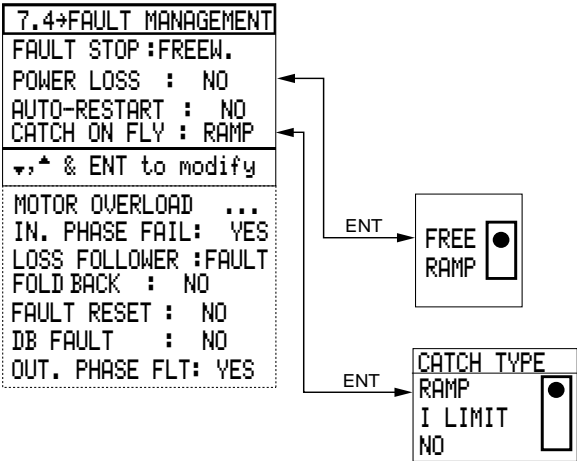 7.4→FAULT MANAGEMENT
FAULT STOP :FREEW.
POWER LOSS : NO
AUTO-RESTART : NO
CATCH ON FLY : RAMP
▼,▲ & ENT to modify
MOTOR OVERLOAD ...
IN. PHASE FAIL: YES
LOSS FOLLOWER :FAULT
FOLD BACK : NO
FAULT RESET : NO
DB FAULT : NO
OUT. PHASE FLT: YES
ENT
FREE
RAMP
ENT
CATCH TYPE
RAMP
I LIMIT
NO